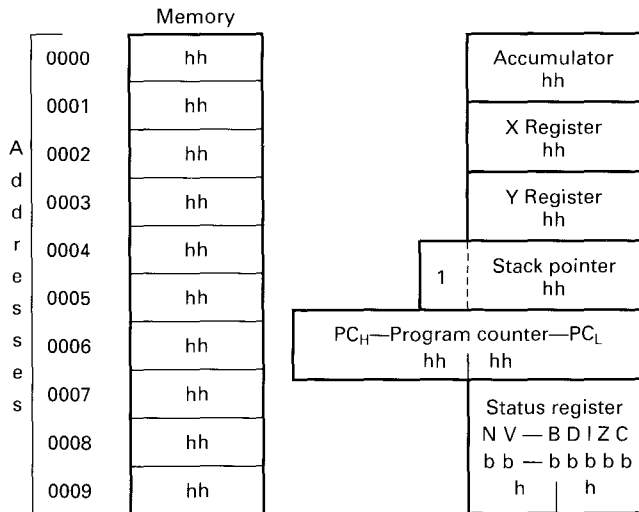 Memory
Addresses
0000 hh
0001 hh
0002 hh
0003 hh
0004 hh
0005 hh
0006 hh
0007 hh
0008 hh
0009 hh
Accumulator
hh
X Register
hh
Y Register
hh
1 Stack pointer
hh
PCH—Program counter—PCL
hh hh
Status register
N V — B D I Z C
b b — b b b b b
h h